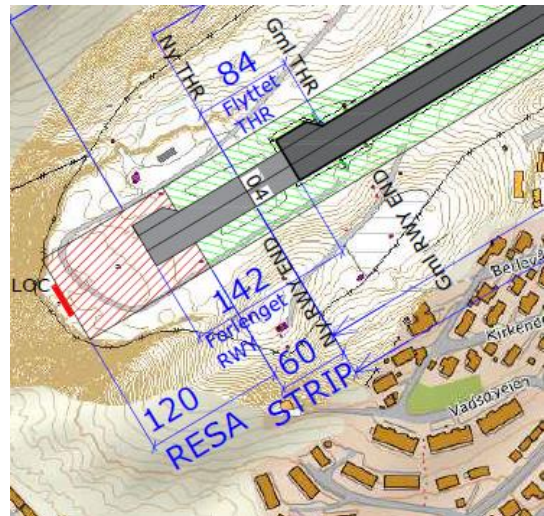 Ny THR
Gml THR
84
Flyttet
THR
04
Gml RWY END
LOC
142
Forlenget
RWY
Ny RWY END
60
120
RESA STRIP
Kirkene
Vadsøveien